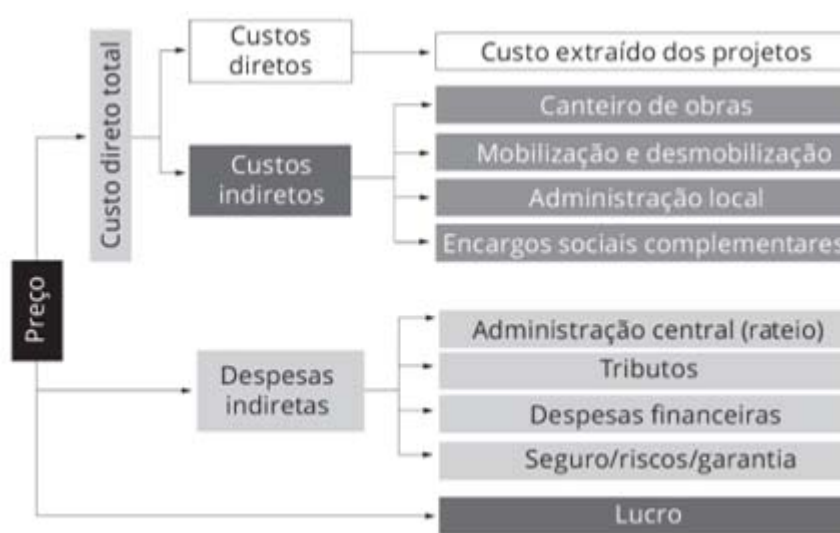 Preço
Custo direto total
Custos
diretos
Custo extraído dos projetos
Custos
indiretos
Canteiro de obras
Mobilização e desmobilização
Administração local
Encargos sociais complementares
Despesas
indiretas
Administração central (rateio)
Tributos
Despesas financeiras
Seguro/riscos/garantia
Lucro